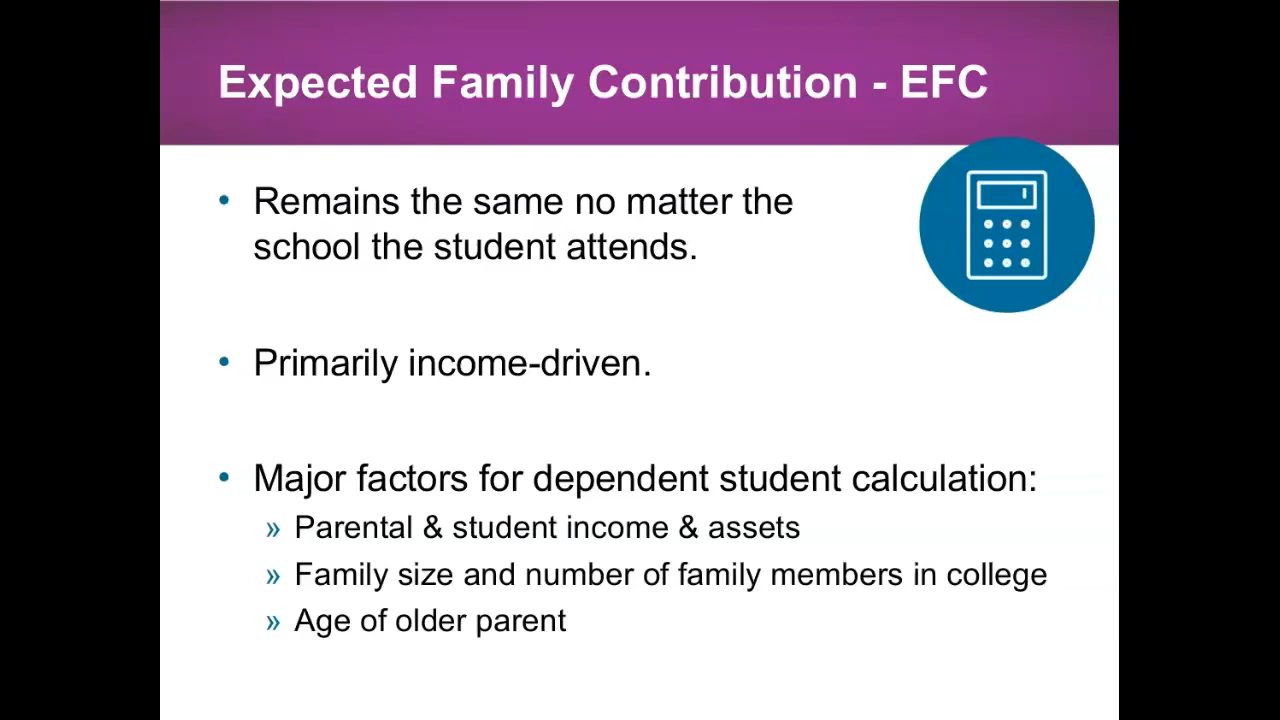 Expected Family Contribution - EFC
• Remains the same no matter the
school the student attends.
• Primarily income-driven.
• Major factors for dependent student calculation:
» Parental & student income & assets
» Family size and number of family members in college
» Age of older parent